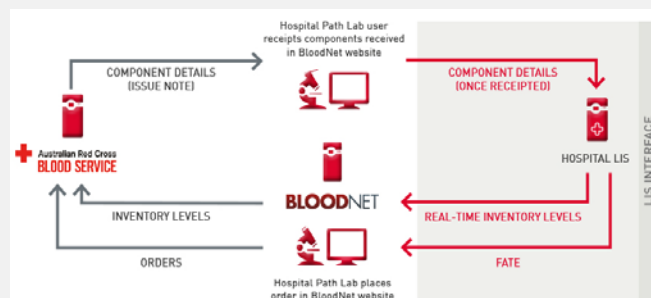 Hospital Path Lab user
receipts components received
in BloodNet website
COMPONENT DETAILS
(ISSUE NOTE)
COMPONENT DETAILS
(ONCE RECEIPTED)
Australian Red Cross
BLOOD SERVICE
HOSPITAL LIS
LIS INTERFACE
BLOODNET
INVENTORY LEVELS
REAL-TIME INVENTORY LEVELS
ORDERS
FATE
Hospital Path Lab places
order in BloodNet website